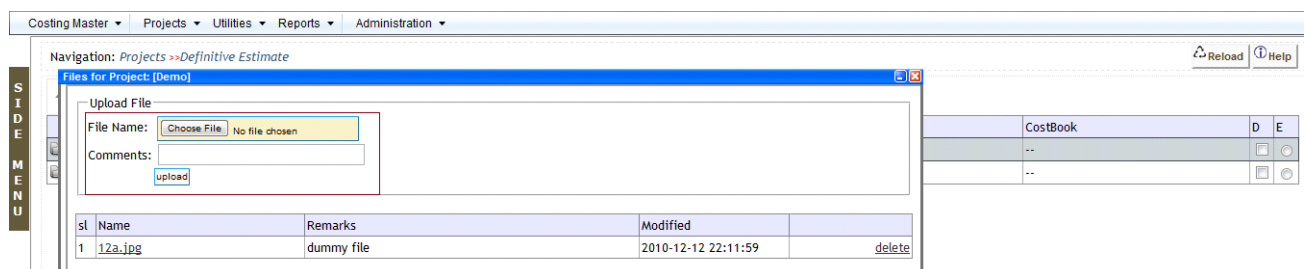 Costing Master Projects Utilities Reports Administration
Navigation: Projects >>Definitive Estimate
Reload Help
SIDE MENU
Files for Project: [Demo]
Upload File
File Name: Choose File No file chosen
Comments:
upload
CostBook D E
--
--
sl Name Remarks Modified
1 12a.jpg dummy file 2010-12-12 22:11:59 delete